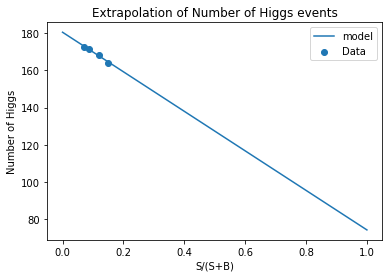 Extrapolation of Number of Higgs events
model
Data
Number of Higgs
180
160
140
120
100
80
0.0 0.2 0.4 0.6 0.8 1.0
S/(S+B)